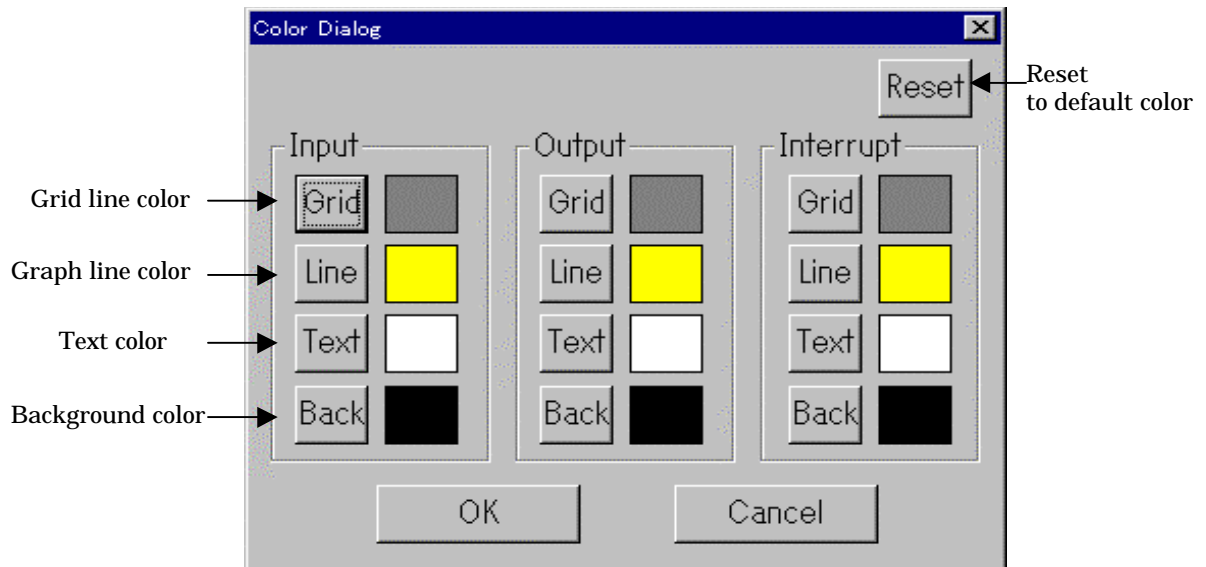 Color Dialog
Reset
Reset
to default color
Input
Output
Interrupt
Grid line color
Grid
Grid
Grid
Graph line color
Line
Line
Line
Text color
Text
Text
Text
Background color
Back
Back
Back
OK
Cancel